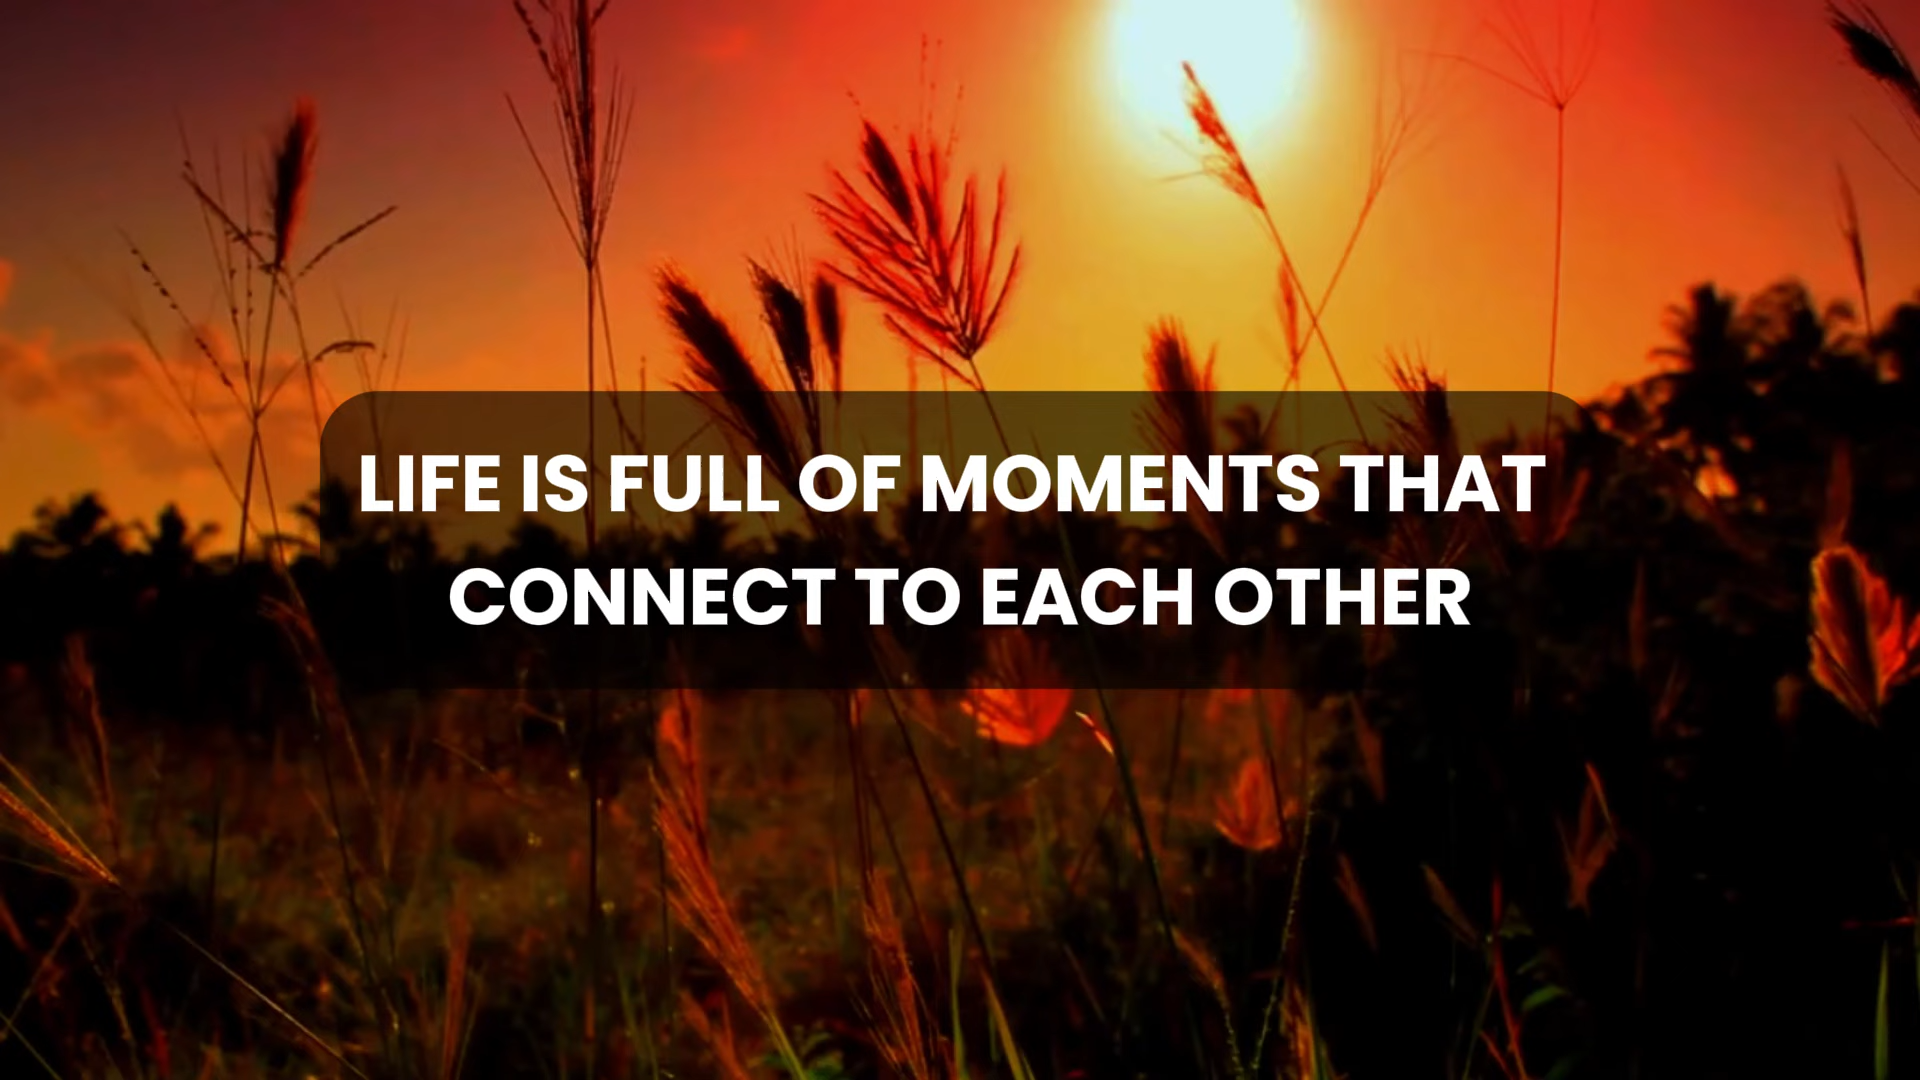 LIFE IS FULL OF MOMENTS THAT
CONNECT TO EACH OTHER